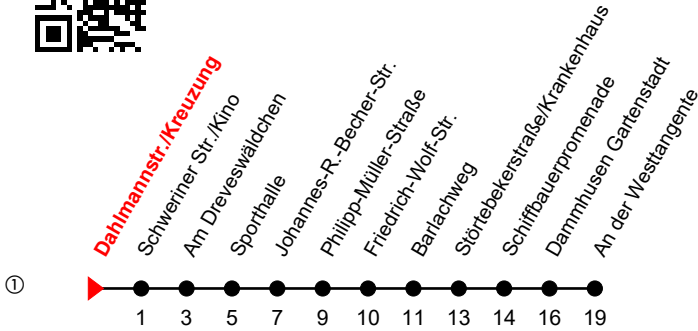 Dahlmannstr./Kreuzung
Schweriner Str./Kino
Am Dreveswäldchen
Sporthalle
Johannes-R.-Becher-Str.
Philipp-Müller-Straße
Friedrich-Wolf-Str.
Barlachweg
Störtebekerstraße/Krankenhaus
Schiffbauerpromenade
Dammhusen Gartenstadt
An der Westtangente
①
1 3 5 7 9 10 11 13 14 16 19